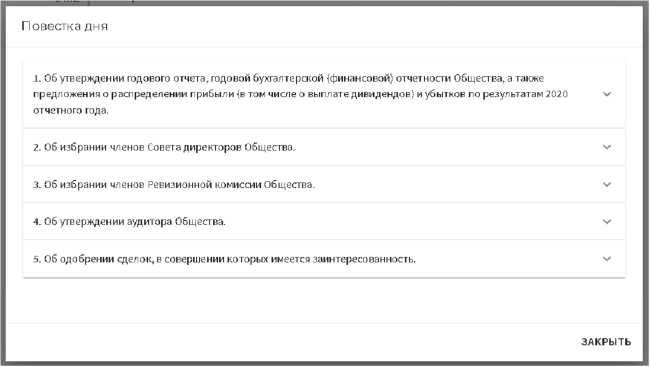 Повестка дня
1. Об утверждении годового отчета, годовой бухгалтерской (финансовой) отчетности Общества, а также
предложения о распределении прибыли (в том числе о выплате дивидендов) и убытков по результатам 2020
отчетного года.
2. Об избрании членов Совета директоров Общества.
3. Об избрании членов Ревизионной комиссии Общества.
4. Об утверждении аудитора Общества.
5. Об одобрении сделок, в совершении которых имеется заинтересованность.
ЗАКРЫТЬ